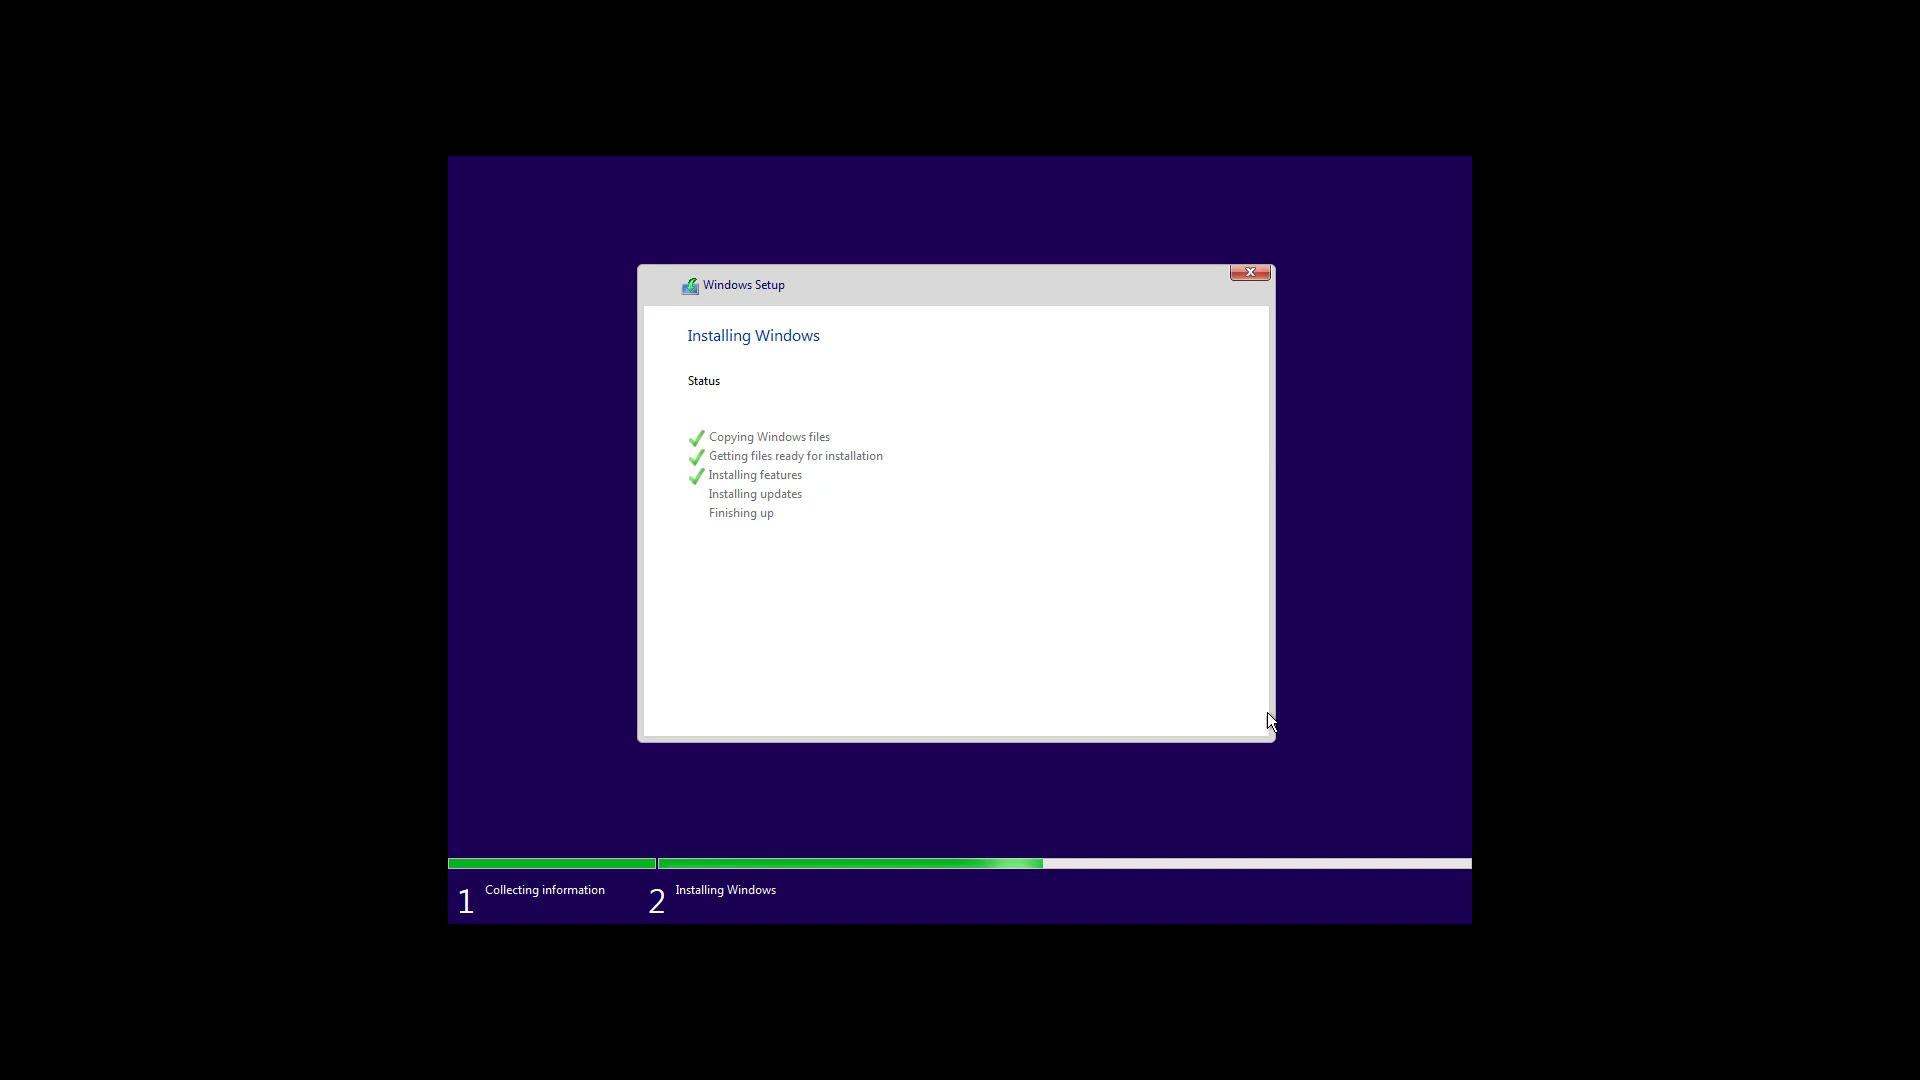 Windows Setup
Installing Windows
Status
Copying Windows files
Getting files ready for installation
Installing features
Installing updates
Finishing up
1 Collecting information
2 Installing Windows